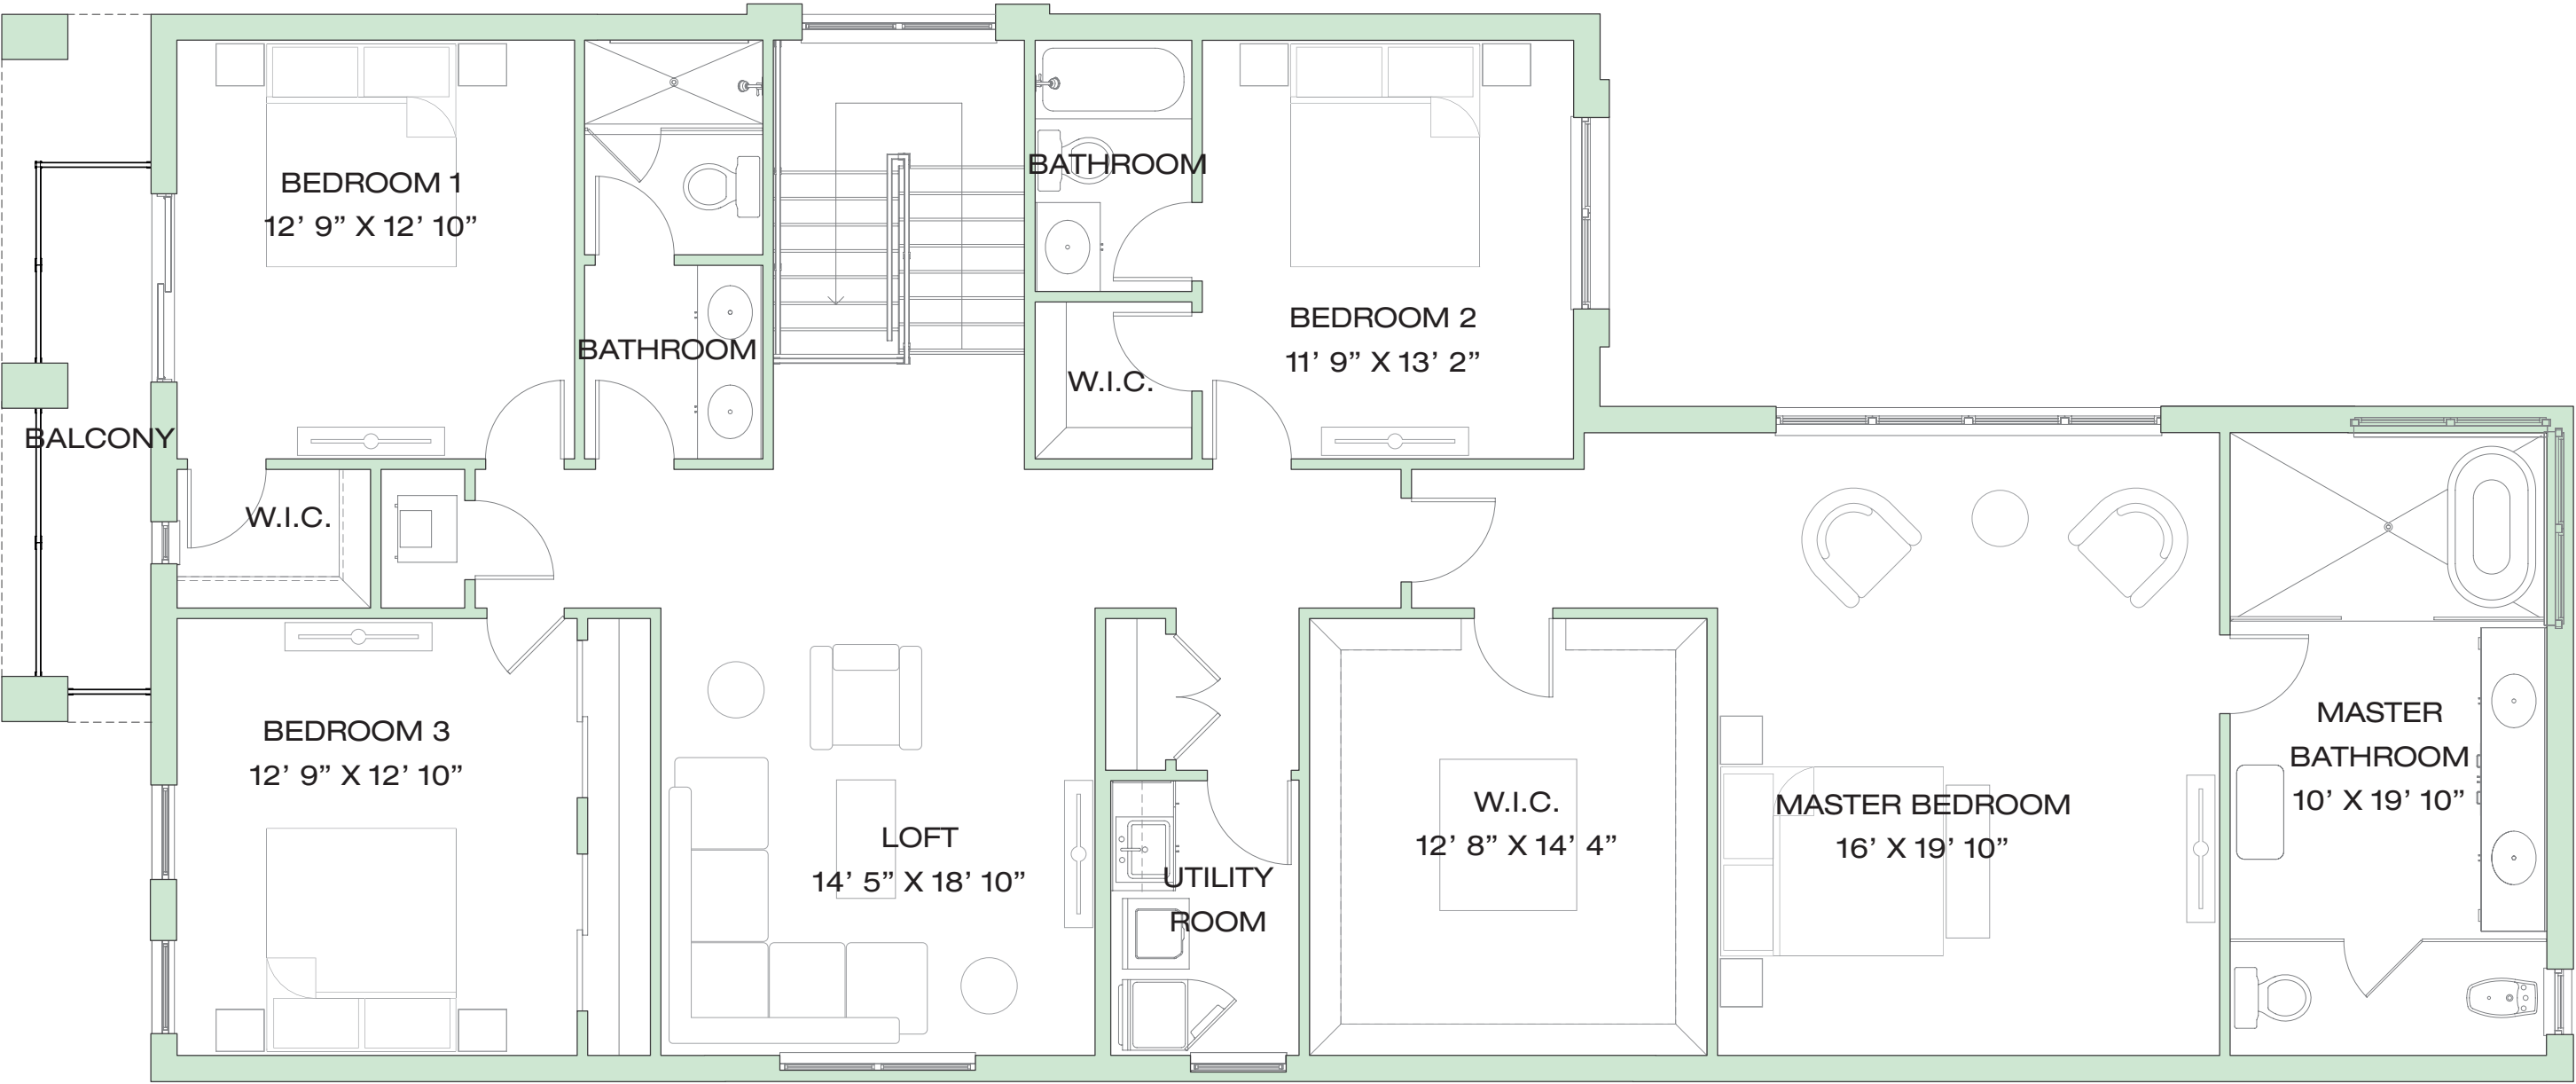 BEDROOM 1
12’ 9” X 12’ 10”
BATHROOM
BATHROOM
BEDROOM 2
11’ 9” X 13’ 2”
W.I.C.
BALCONY
W.I.C.
BEDROOM 3
12’ 9” X 12’ 10”
LOFT
14’ 5” X 18’ 10”
UTILITY
ROOM
W.I.C.
12’ 8” X 14’ 4”
MASTER BEDROOM
16’ X 19’ 10”
MASTER
BATHROOM
10’ X 19’ 10”